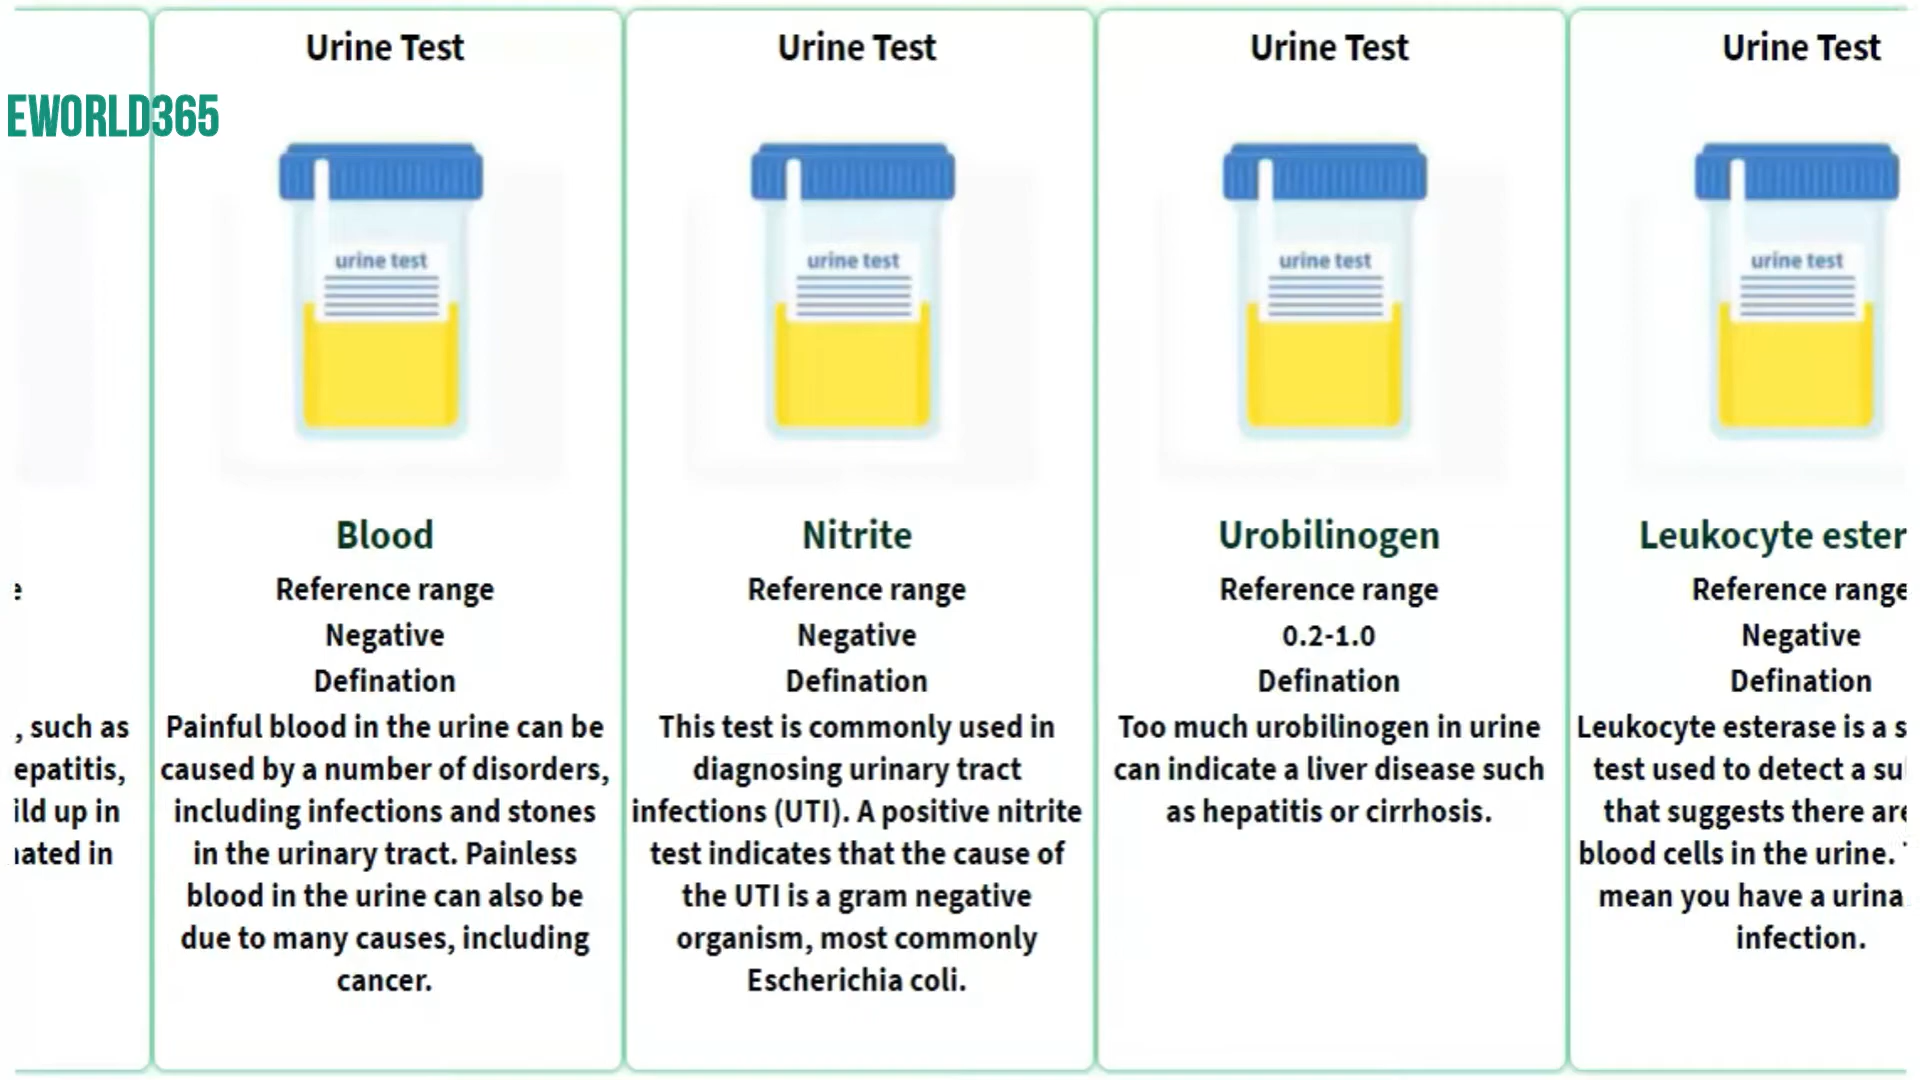 EWORLD365
, such as
ild up in
in
Urine Test
urine test
Blood
Reference range
Negative
Defination
Painful blood in the urine can be
caused by a number of disorders,
including infections and stones
in the urinary tract. Painless
blood in the urine can also be
due to many causes, including
cancer.
Urine Test
urine test
Nitrite
Reference range
Negative
Defination
This test is commonly used in
diagnosing urinary tract
infections (UTI). A positive nitrite
test indicates that the cause of
the UTI is a gram negative
organism, most commonly
Escherichia coli.
Urine Test
urine test
Urobilinogen
Reference range
0.2-1.0
Defination
Too much urobilinogen in urine
can indicate a liver disease such
as hepatitis or cirrhosis.
Urine Test
urine test
Leukocyte ester
Reference range
Negative
Defination
Leukocyte esterase is a s
test used to detect a su
that suggests there are
blood cells in the urine.
mean you have a urina
infection.